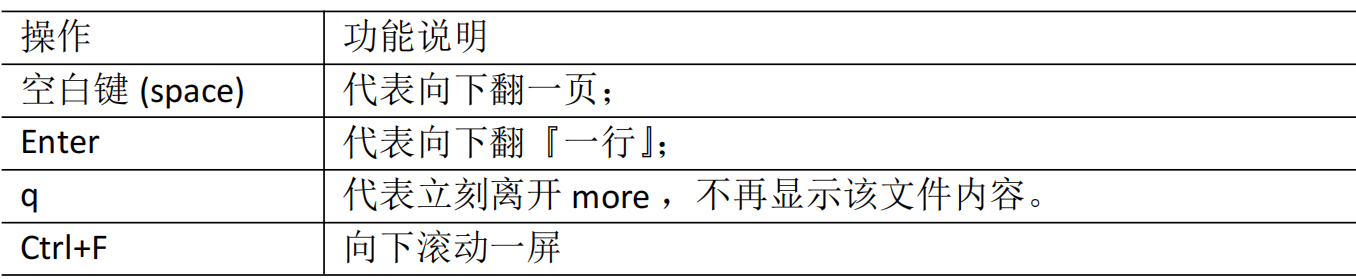 操作 功能说明
空白键 (space) 代表向下翻一页；
Enter 代表向下翻『一行』；
q 代表立刻离开 more ，不再显示该文件内容。
Ctrl+F 向下滚动一屏